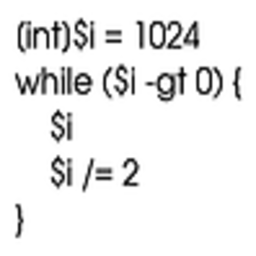 (int)$i = 1024
while ($i -gt 0) {
    $i
    $i /= 2
}